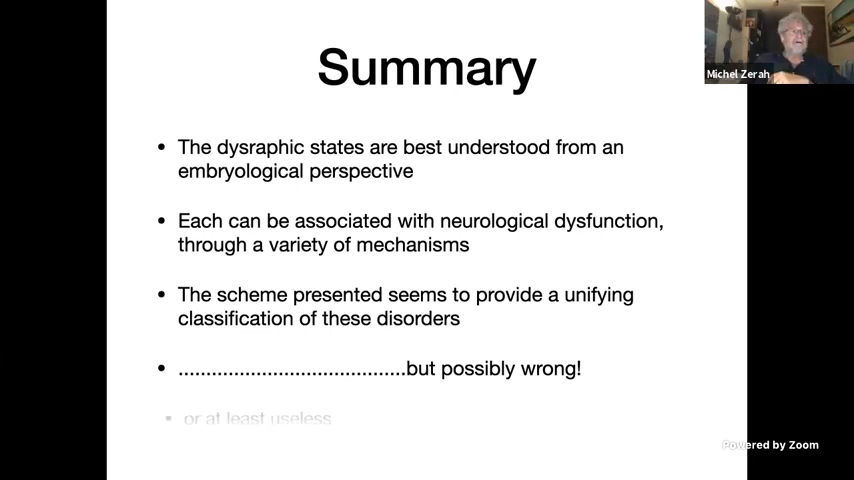 Summary
Michel Zerah
• The dysraphic states are best understood from an
embryological perspective
• Each can be associated with neurological dysfunction,
through a variety of mechanisms
• The scheme presented seems to provide a unifying
classification of these disorders
• .........................................but possibly wrong!
▪ or at least useless
Powered by Zoom